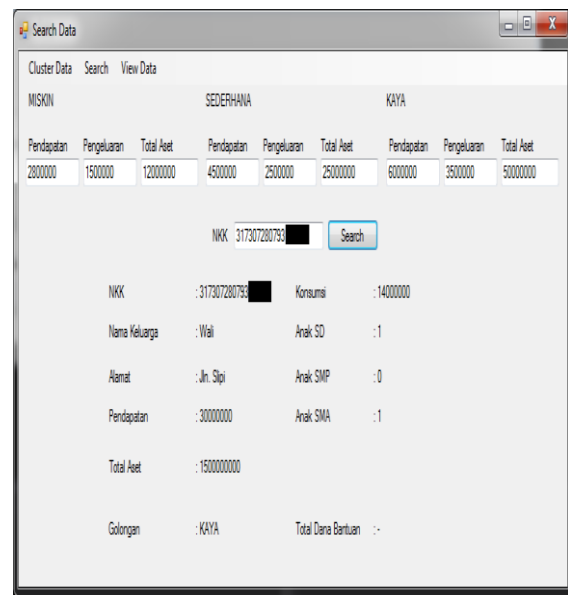 Search Data
Cluster Data Search View Data
MISKIN SEDERHANA KAYA
Pendapatan Pengeluaran Total Aset Pendapatan Pengeluaran Total Aset Pendapatan Pengeluaran Total Aset
2800000 1500000 12000000 4500000 2500000 25000000 6000000 3500000 50000000
NKK 317307280793 Search
NKK : 317307280793 Konsumsi : 14000000
Nama Keluarga : Wali Anak SD : 1
Alamat : Jln. Slipi Anak SMP : 0
Pendapatan : 30000000 Anak SMA : 1
Total Aset : 1500000000
Golongan : KAYA Total Dana Bantuan : -